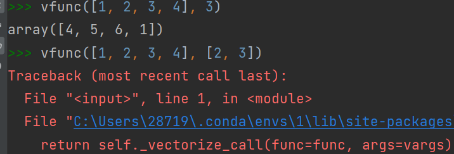 >>> vfunc([1, 2, 3, 4], 3)
array([4, 5, 6, 1])
>>> vfunc([1, 2, 3, 4], [2, 3])
Traceback (most recent call last):
  File "<input>", line 1, in <module>
  File "C:\Users\28719\.conda\envs\1\lib\site-packages
    return self._vectorize_call(func=func, args=vargs)